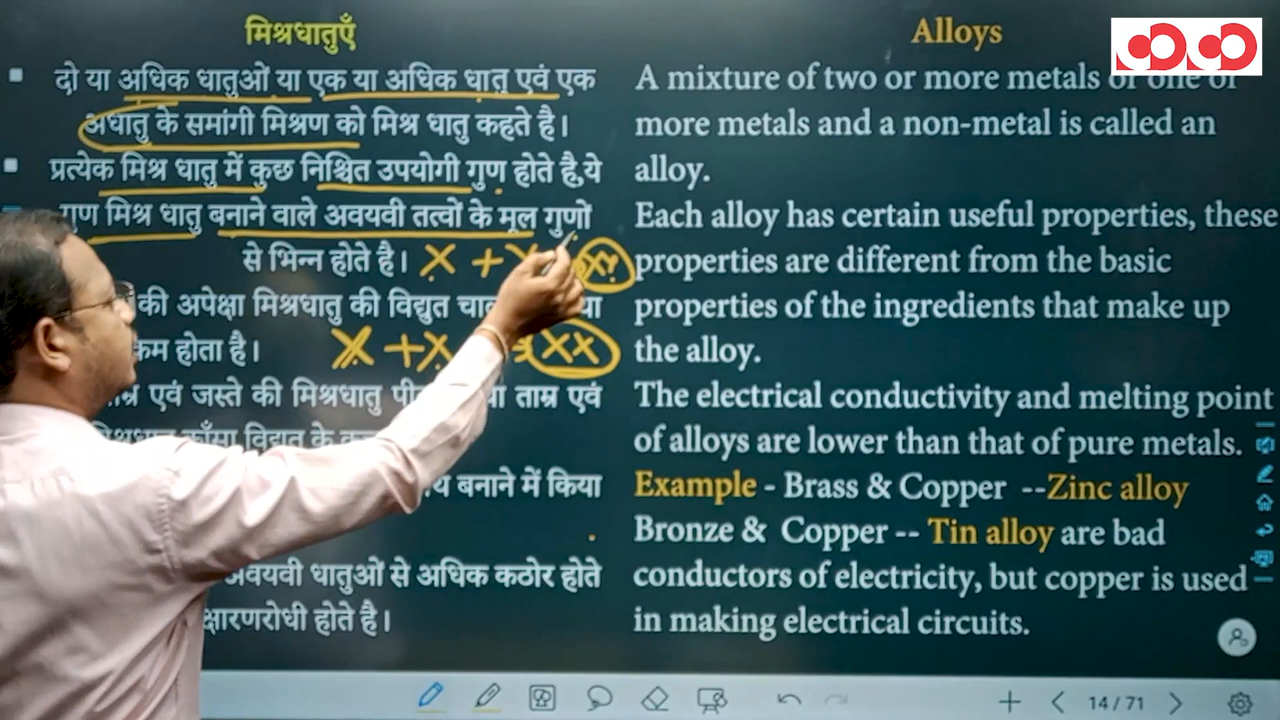 मिश्रधातुएँ
दो या अधिक धातुओं या एक या अधिक धातु एवं एक
अधातु के समांगी मिश्रण को मिश्र धातु कहते है।
प्रत्येक मिश्र धातु में कुछ निश्चित उपयोगी गुण होते है,ये
गुण मिश्र धातु बनाने वाले अवयवी तत्वों के मूल गुणों
से भिन्न होते है। X +
की अपेक्षा मिश्रधातु की विद्युत
कम होता है। X + X XX
एवं जस्ते की मिश्रधातु ताम्र एवं
काँसा विद्युत के
बनाने में किया
अवयवी धातुओं से अधिक कठोर होते
क्षारणरोधी होते है।
Alloys
A mixture of two or more metals or one or
more metals and a non-metal is called an
alloy.
Each alloy has certain useful properties, these
properties are different from the basic
properties of the ingredients that make up
the alloy.
The electrical conductivity and melting point
of alloys are lower than that of pure metals.
Example - Brass & Copper --Zinc alloy
Bronze & Copper -- Tin alloy are bad
conductors of electricity, but copper is used
in making electrical circuits.
14 / 71